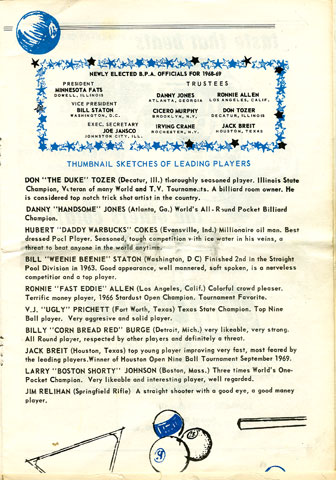 NEWLY ELECTED B.P.A. OFFICIALS FOR 1968-69
PRESIDENT
MINNESOTA FATS
DOWELL, ILLINOIS
VICE PRESIDENT
BILL STATON
WASHINGTON, D.C.
EXEC. SECRETARY
JOE JANSCO
JOHNSTON CITY, ILL.
TRUSTEES
DANNY JONES
ATLANTA, GEORGIA
CICERO MURPHY
BROOKLYN, N.Y.
IRVING CRANE
ROCHESTER, N.Y.
RONNIE ALLEN
LOS ANGELES, CALIF.
DON TOZER
DECATUR, ILLINOIS
JACK BREIT
HOUSTON, TEXAS
THUMBNAIL SKETCHES OF LEADING PLAYERS
DON "THE DUKE" TOZER (Decatur, Ill.) thoroughly seasoned player. Illinois State
Champion, Veteran of many World and T.V. Tournaments. A billiard room owner. He
is considered top notch trick shot artist in the country.
DANNY "HANDSOME" JONES (Atlanta, Ga.) World's All-Round Pocket Billiard
Champion.
HUBERT "DADDY WARBUCKS" COKES (Evansville, Ind.) Millionaire oil man. Best
dressed Pool Player. Seasoned, tough competition with ice water in his veins, a
threat to beat anyone in the world anytime.
BILL "WEENIE BEENIE" STATON (Washington, D C) Finished 2nd in the Straight
Pool Division in 1963. Good appearance, well mannered, soft spoken, is a nerveless
competitior and a top player.
RONNIE "FAST EDDIE" ALLEN (Los Angeles, Calif.) Colorful crowd pleaser.
Terrific money player, 1966 Stardust Open Champion. Tournament Favorite.
V.J. "UGLY" PRICHETT (Fort Worth, Texas) Texas State Champion. Top Nine
Ball player. Very aggresive and solid player.
BILLY "CORN BREAD RED" BURGE (Detroit, Mich.) very likeable, very strong.
All Round player, respected by other players and definitely a threat.
JACK BREIT (Houston, Texas) top young player improving very fast, most feared by
the leading players. Winner of Houston Open Nine Ball Tournament September 1969.
LARRY "BOSTON SHORTY" JOHNSON (Boston, Mass.) Three times World's One-
Pocket Champion. Very likeable and interesting player, well regarded.
JIM RELIHAN (Springfield Rifle) A straight shooter with a good eye, a good maney
player.